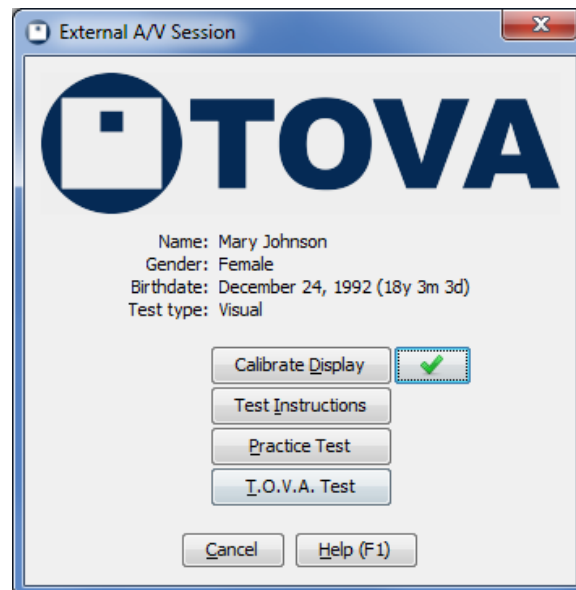 External A/V Session
TOVA
Name: Mary Johnson
Gender: Female
Birthdate: December 24, 1992 (18y 3m 3d)
Test type: Visual
Calibrate Display
Test Instructions
Practice Test
T.O.V.A. Test
Cancel Help (F1)